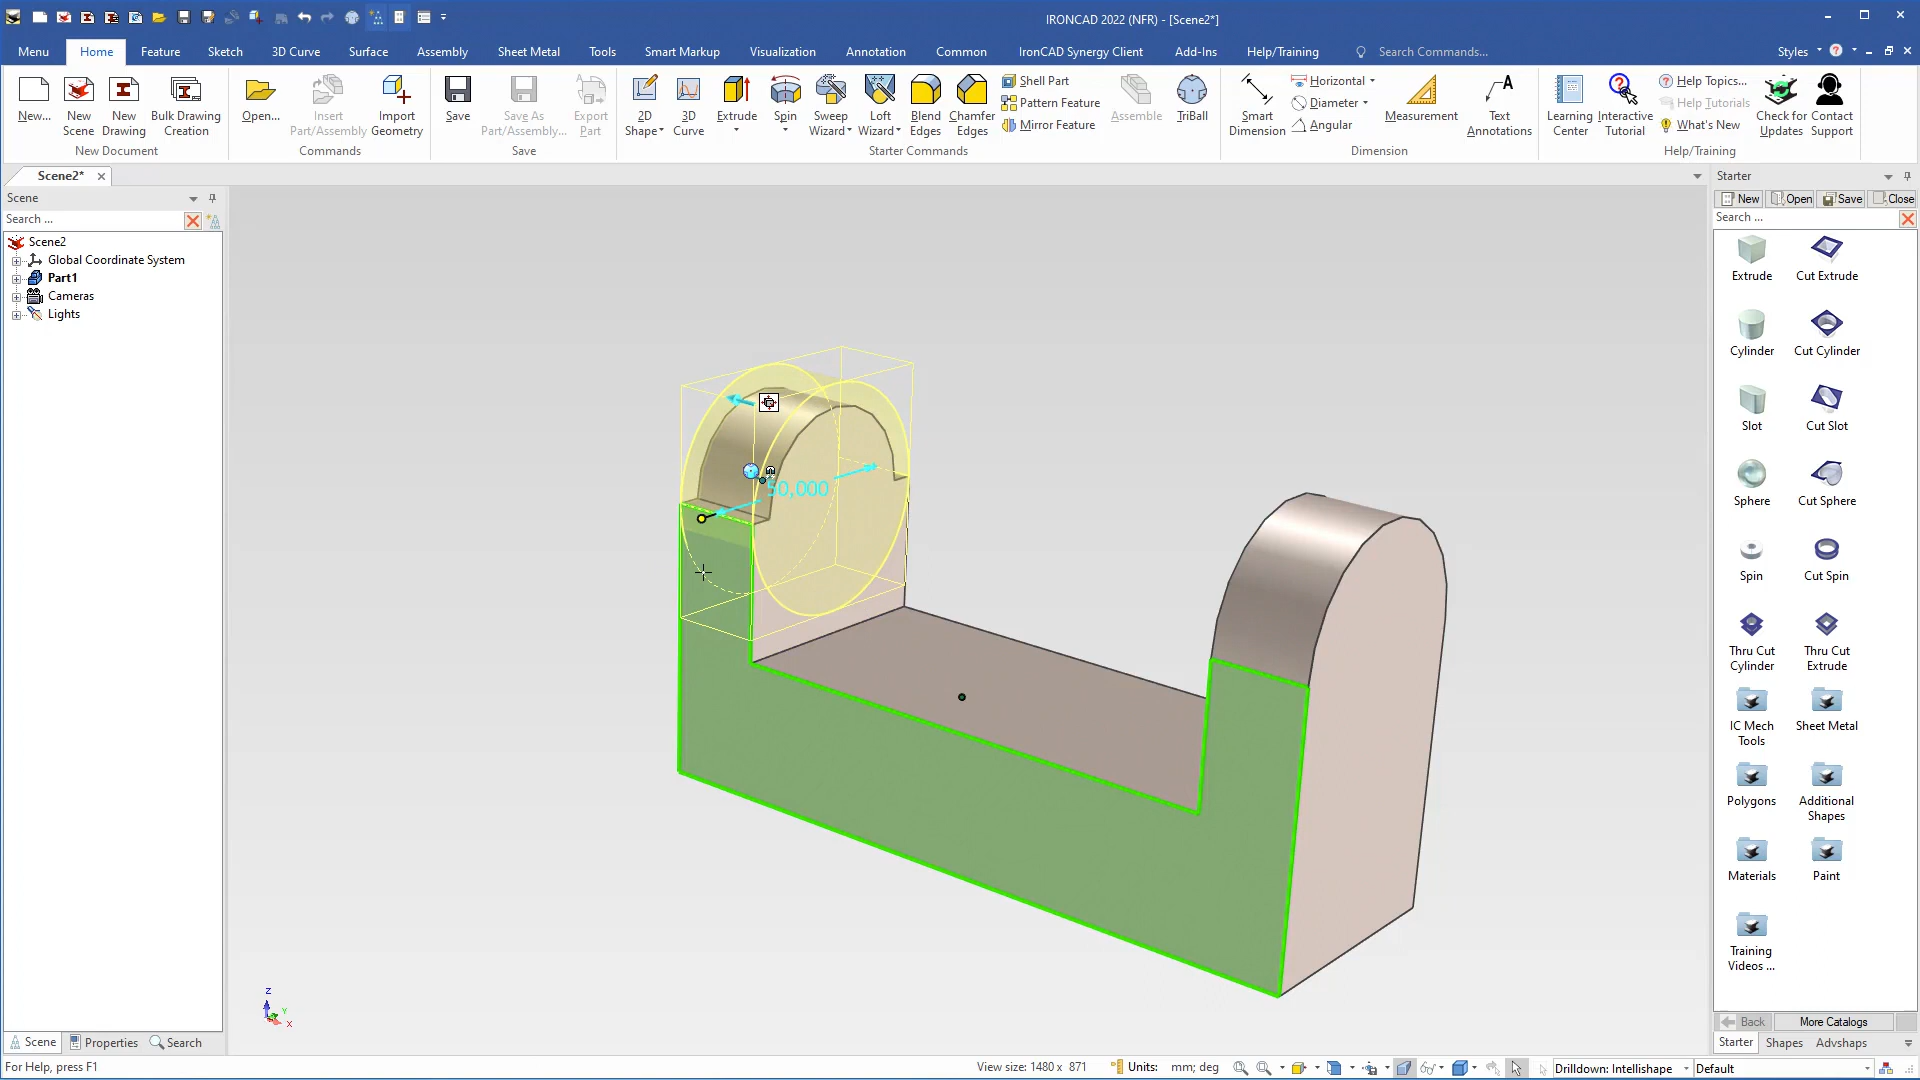 IRONCAD 2022 (NFR) - [Scene2*]
Menu Home Feature Sketch 3D Curve Surface Assembly Sheet Metal Tools Smart Markup Visualization Annotation Common IronCAD Synergy Client Add-Ins Help/Training Search Commands... Styles
New... New Scene New Drawing Bulk Drawing Creation
New Document
Open... Insert Part/Assembly Import Geometry
Commands
Save Save As Part/Assembly... Export Part
Save
2D Shape 3D Curve Extrude Spin Sweep Wizard Loft Wizard Blend Edges Chamfer Edges
Shell Part
Pattern Feature
Mirror Feature
Assemble TriBall
Starter Commands
Smart Dimension
Horizontal
Diameter
Angular
Measurement Text Annotations
Dimension
Learning Center Interactive Tutorial
Help Topics...
Help Tutorials
What's New
Check for Updates Contact Support
Help/Training
Scene2*
Scene
Search ...
Scene2
Global Coordinate System
Part1
Cameras
Lights
50,000
Z
Y
X
Starter
New Open Save Close
Search ...
Extrude Cut Extrude
Cylinder Cut Cylinder
Slot Cut Slot
Sphere Cut Sphere
Spin Cut Spin
Thru Cut Cylinder Thru Cut Extrude
IC Mech Tools Sheet Metal
Polygons Additional Shapes
Materials Paint
Training Videos ...
Back More Catalogs
Starter Shapes Advshaps
Scene Properties Search
For Help, press F1 View size: 1480 x 871 Units: mm; deg Drilldown: Intellishape Default